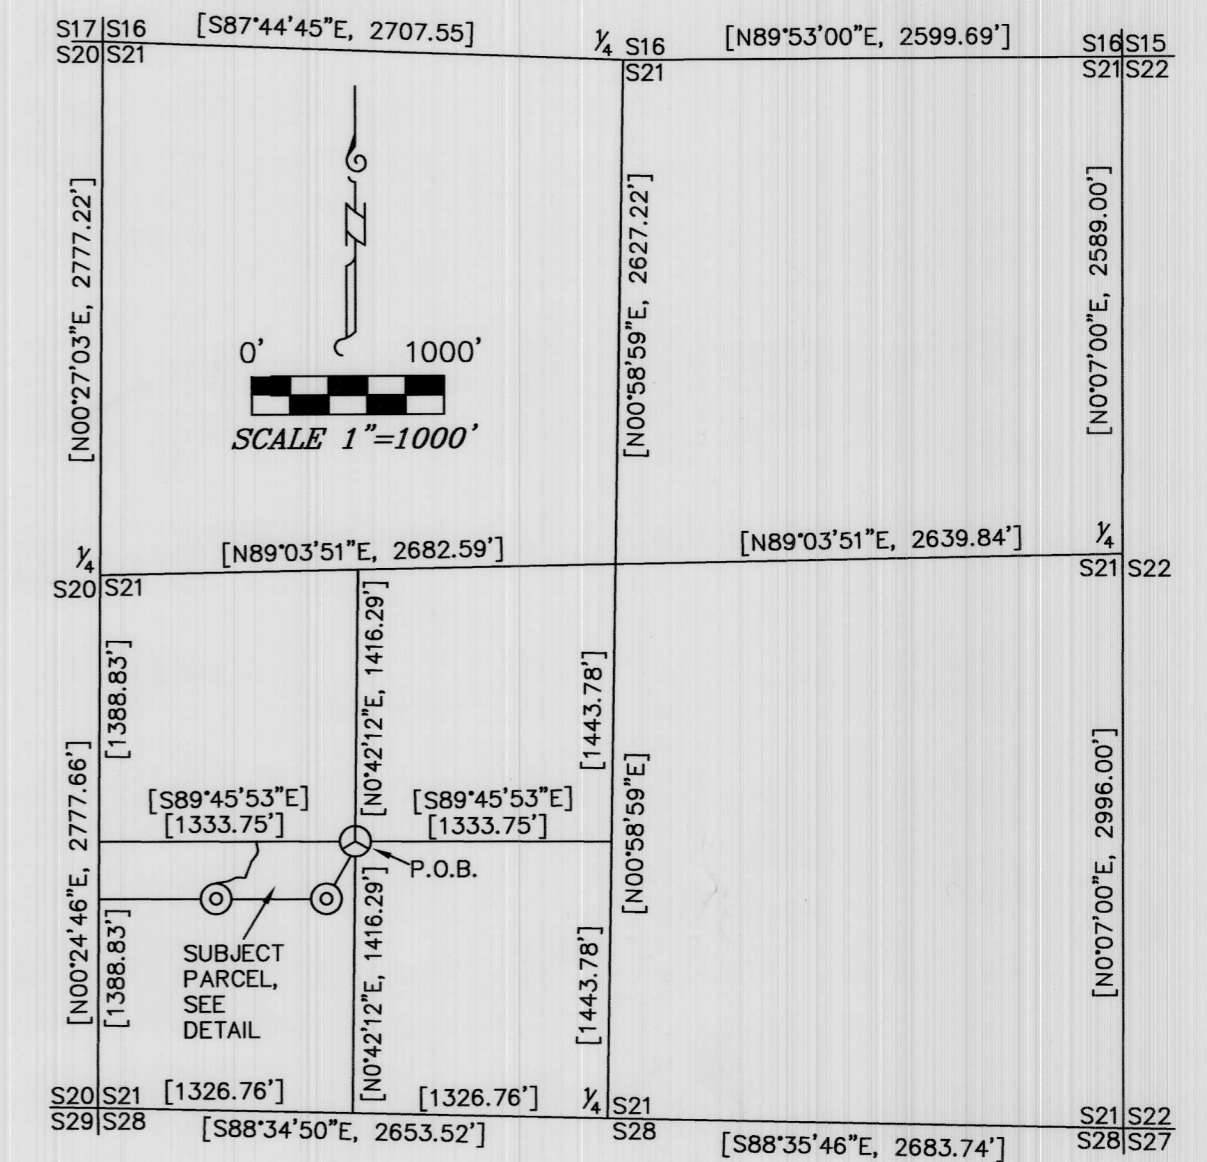 S17 S16
S20 S21
[S87°44'45"E, 2707.55]
1/4 S16
S21
[N89°53'00"E, 2599.69']
S16 S15
S21 S22
[N00°27'03"E, 2777.22']
[N00°58'59"E, 2627.22']
[N0°07'00"E, 2589.00']
0' 1000'
SCALE 1"=1000'
1/4
S20 S21
[N89°03'51"E, 2682.59']
[N89°03'51"E, 2639.84']
1/4
S21 S22
[1388.83']
[N0°42'12"E, 1416.29']
[1443.78']
[N00°24'46"E, 2777.66']
[S89°45'53"E]
[1333.75']
[S89°45'53"E]
[1333.75']
P.O.B.
[N00°58'59"E]
[N0°07'00"E, 2996.00']
[1388.83']
SUBJECT
PARCEL,
SEE
DETAIL
[N0°42'12"E, 1416.29']
[1443.78']
S20 S21
S29 S28
[1326.76']
[1326.76']
1/4 S21
S28
[S88°34'50"E, 2653.52']
[S88°35'46"E, 2683.74']
S21 S22
S28 S27